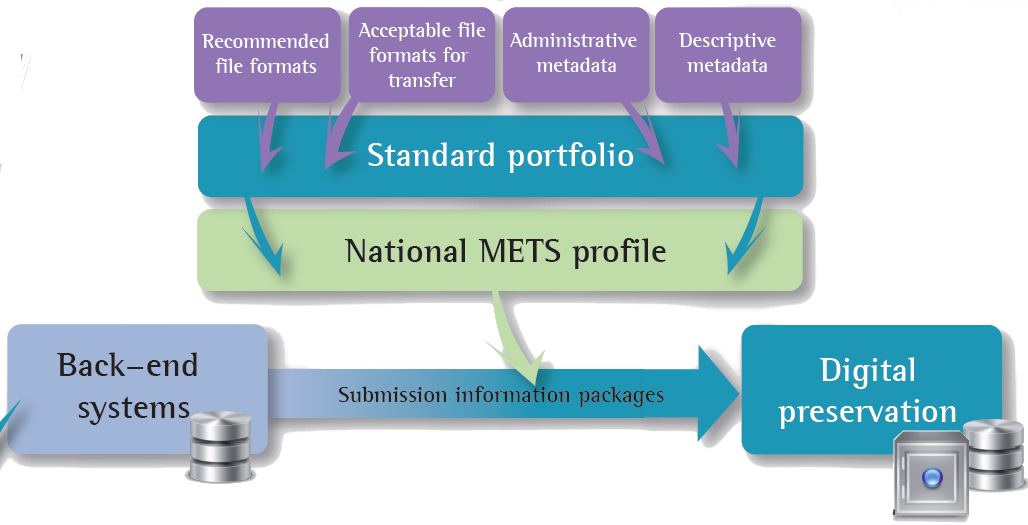 Recommended
file formats
Acceptable file
formats for
transfer
Administrative
metadata
Descriptive
metadata
Standard portfolio
National METS profile
Back-end
systems
Submission information packages
Digital
preservation